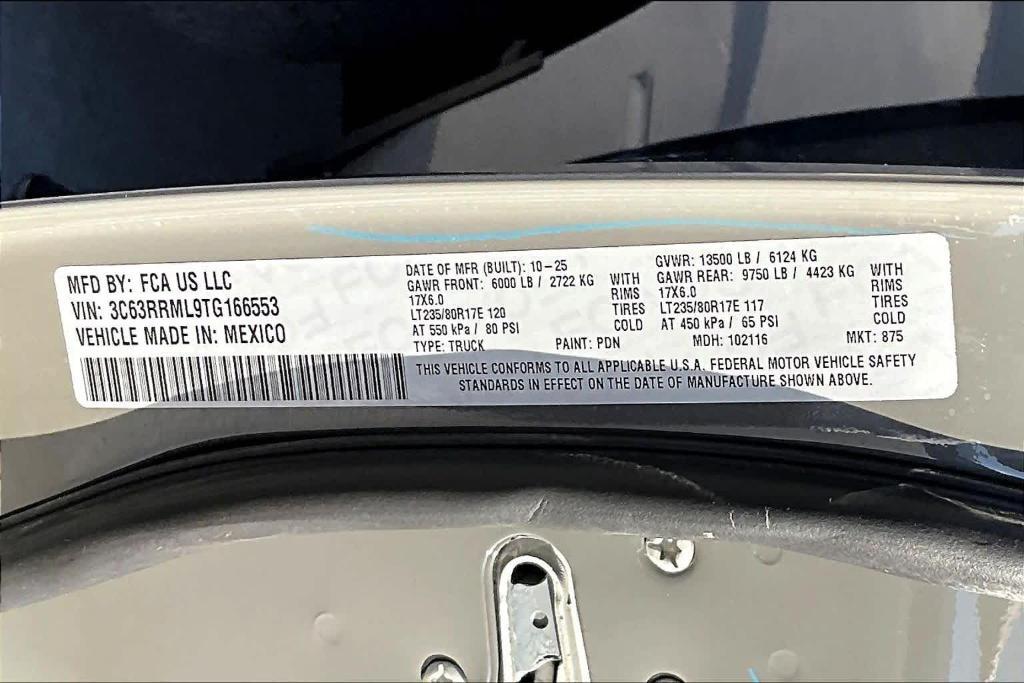 MFD BY: FCA US LLC
VIN: 3C63RRML9TG166553
VEHICLE MADE IN: MEXICO
DATE OF MFR (BUILT): 10-25
GAWR FRONT: 6000 LB / 2722 KG WITH
17X6.0 RIMS
LT235/80R17E 120 TIRES
AT 550 kPa / 80 PSI COLD
TYPE: TRUCK PAINT: PDN
GVWR: 13500 LB / 6124 KG
GAWR REAR: 9750 LB / 4423 KG WITH
17X6.0 RIMS
LT235/80R17E 117 TIRES
AT 450 kPa / 65 PSI COLD
MDH: 102116 MKT: 875
THIS VEHICLE CONFORMS TO ALL APPLICABLE U.S.A. FEDERAL MOTOR VEHICLE SAFETY
STANDARDS IN EFFECT ON THE DATE OF MANUFACTURE SHOWN ABOVE.